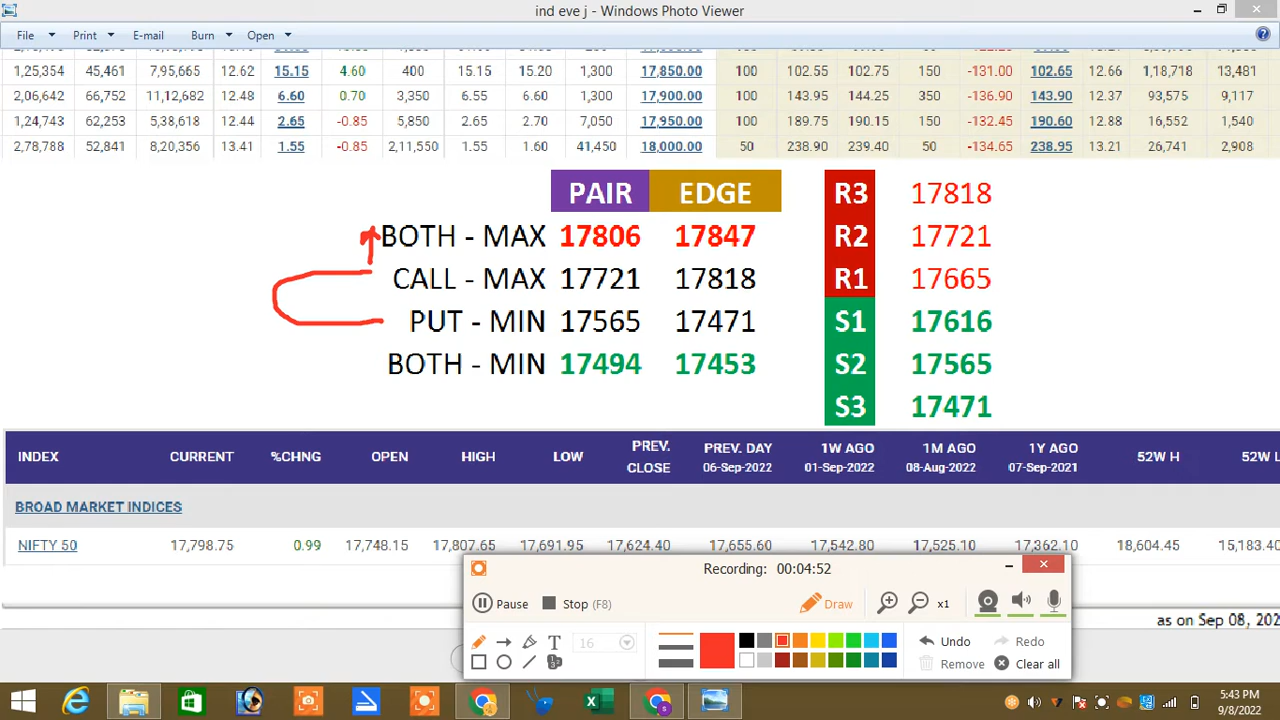 ind eve j - Windows Photo Viewer
File Print E-mail Burn Open
1,25,354 45,461 7,95,665 12.62 15.15 4.60 400 15.15 15.20 1,300 17,850.00 100 102.55 102.75 150 -131.00 102.65 12.66 1,18,718 13,481
2,06,642 66,752 11,12,682 12.48 6.60 0.70 3,350 6.55 6.60 1,300 17,900.00 100 143.95 144.25 350 -136.90 143.90 12.37 93,575 9,117
1,24,743 62,253 5,38,618 12.44 2.65 -0.85 5,850 2.65 2.70 7,050 17,950.00 100 189.75 190.15 150 -132.45 190.60 12.88 16,552 1,540
2,78,788 52,841 8,20,356 13.41 1.55 -0.85 2,11,550 1.55 1.60 41,450 18,000.00 50 238.90 239.40 50 -134.65 238.95 12.21 26,741 2,908
PAIR EDGE R3 17818
BOTH - MAX 17806 17847 R2 17721
CALL - MAX 17721 17818 R1 17665
PUT - MIN 17565 17471 S1 17616
BOTH - MIN 17494 17453 S2 17565
S3 17471
INDEX CURRENT %CHNG OPEN HIGH LOW PREV. CLOSE PREV. DAY 06-Sep-2022 1W AGO 01-Sep-2022 1M AGO 08-Aug-2022 1Y AGO 07-Sep-2021 52W H 52W L
BROAD MARKET INDICES
NIFTY 50 17,798.75 0.99 17,748.15 17,807.65 17,691.95 17,624.40 17,655.60 17,542.80 17,525.10 17,362.10 18,604.45 15,183.40
Recording: 00:04:52
Pause Stop (F8) Draw x1
as on Sep 08, 202
T 16 Undo Redo
Remove Clear all
5:43 PM
9/8/2022